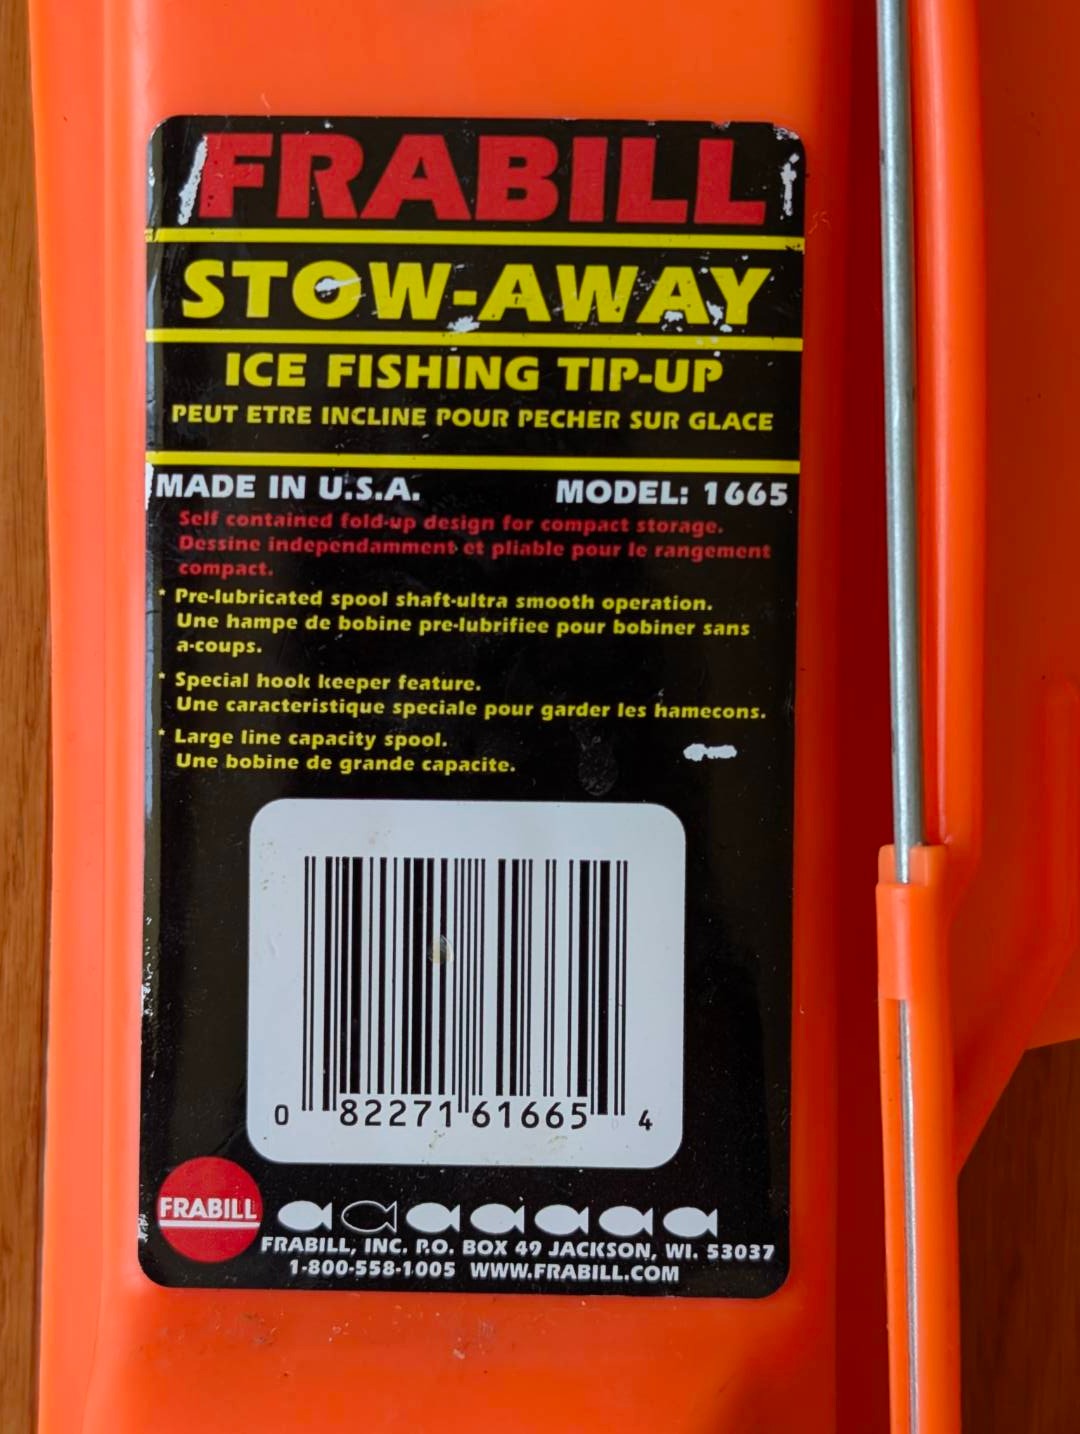 FRABILL
STOW-AWAY
ICE FISHING TIP-UP
PEUT ETRE INCLINE POUR PECHER SUR GLACE
MADE IN U.S.A. MODEL: 1665
Self contained fold-up design for compact storage.
Dessine independamment et pliable pour le rangement
compact.
* Pre-lubricated spool shaft-ultra smooth operation.
Une hampe de bobine pre-lubrifiee pour bobiner sans
a-coups.
* Special hook keeper feature.
Une caracteristique speciale pour garder les hamecons.
* Large line capacity spool.
Une bobine de grande capacite.
0 82271 61665 4
FRABILL
FRABILL, INC. P.O. BOX 49 JACKSON, WI. 53037
1-800-558-1005 WWW.FRABILL.COM